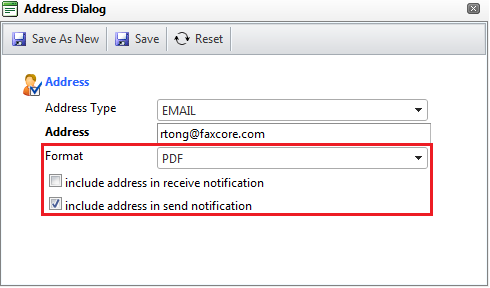 Address Dialog
Save As New Save Reset
Address
Address Type EMAIL
Address rtong@faxcore.com
Format PDF
include address in receive notification
include address in send notification